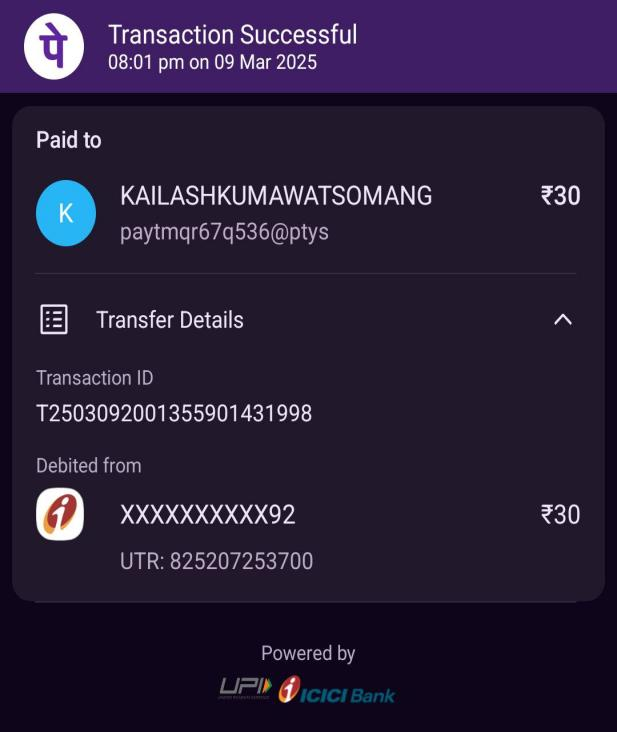 पे
Transaction Successful
08:01 pm on 09 Mar 2025
Paid to
K
KAILASHKUMAWATSOMANG ₹30
paytmqr67q536@ptys
Transfer Details
Transaction ID
T2503092001355901431998
Debited from
XXXXXXXXXX92 ₹30
UTR: 825207253700
Powered by
UPI ICICI Bank